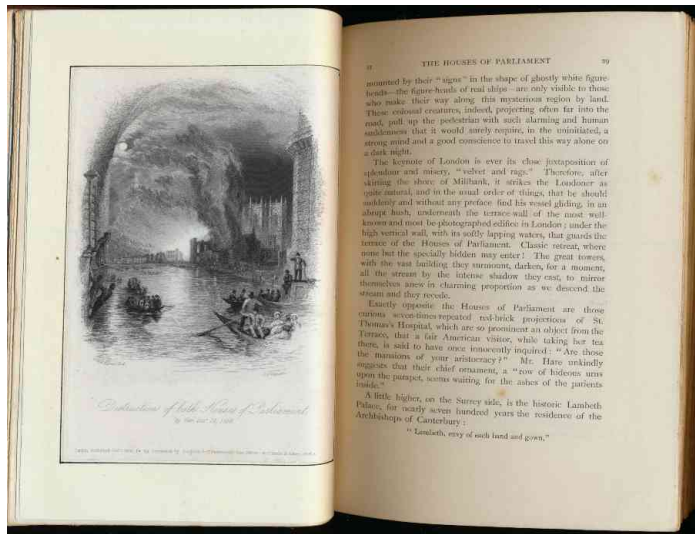 Destruction of both Houses of Parliament,
II THE HOUSES OF PARLIAMENT 29
mounted by their "signs" in the shape of ghostly white figure-
heads—the figure-heads of real ships—are only visible to those
who make their way along this mysterious region by land.
These colossal creatures, indeed, projecting often far into the
road, pull up the pedestrian with such alarming and human
suddenness that it would surely require, in the uninitiated, a
strong mind and a good conscience to travel this way alone on
a dark night.
The keynote of London is ever its close juxtaposition of
splendour and misery, "velvet and rags." Therefore, after
skirting the shore of Millbank, it strikes the Londoner as
quite natural, and in the usual order of things, that he should
suddenly and without any preface find his vessel gliding, in an
abrupt hush, underneath the terrace-wall of the most well-
known and most be-photographed edifice in London; under the
high vertical wall, with its softly lapping waters, that guards the
terrace of the Houses of Parliament. Classic retreat, where
none but the specially bidden may enter! The great towers,
with the vast building they surmount, darken, for a moment,
all the stream by the intense shadow they cast, to mirror
themselves anew in charming proportion as we descend the
stream and they recede.
Exactly opposite the Houses of Parliament are those
curious seven-times-repeated red-brick projections of St.
Thomas's Hospital, which are so prominent an object from the
Terrace, that a fair American visitor, while taking her tea
there, is said to have once innocently inquired: "Are those
the mansions of your aristocracy?" Mr. Hare unkindly
suggests that their chief ornament, a "row of hideous urns
upon the parapet, seems waiting for the ashes of the patients
inside."
A little higher, on the Surrey side, is the historic Lambeth
Palace, for nearly seven hundred years the residence of the
Archbishops of Canterbury:
"Lambeth, envy of each band and gown,"